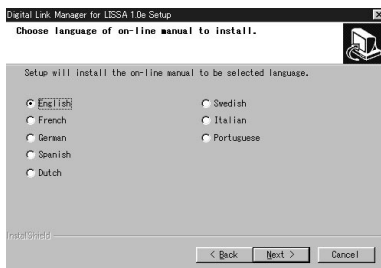 Digital Link Manager for LISSA 1.0e Setup
Choose language of on-line manual to install.
Setup will install the on-line manual to be selected language.
English
French
German
Spanish
Dutch
Swedish
Italian
Portuguese
InstallShield
< Back
Next >
Cancel